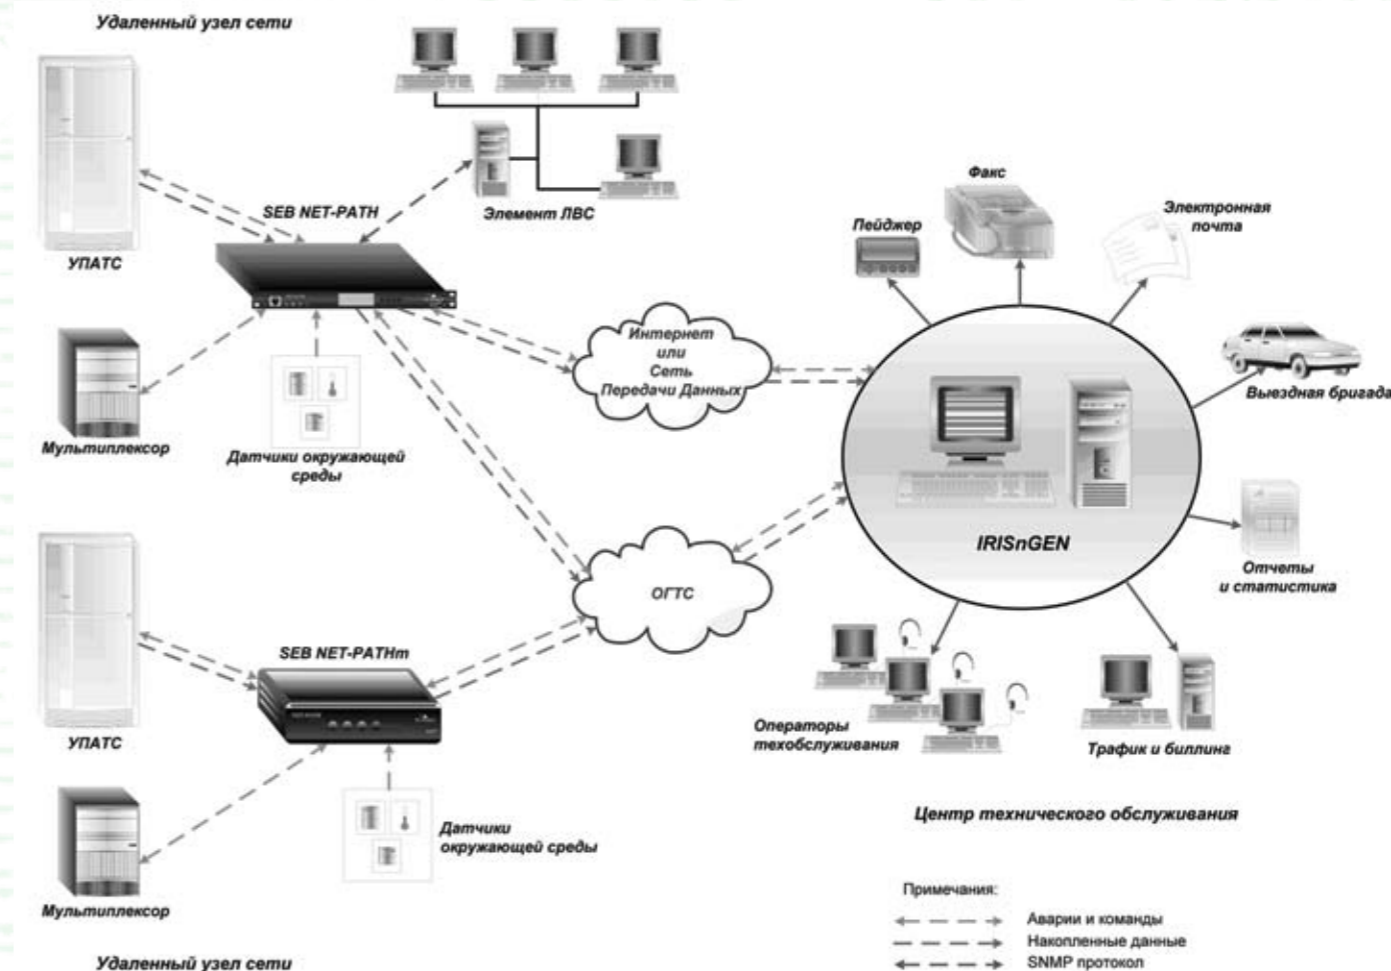 Удаленный узел сети
SEB NET-PATH
Элемент ЛВС
УПАТС
Мультиплексор
Датчики окружающей
среды
Интернет
или
Сеть
Передачи Данных
Факс
Пейджер
Электронная
почта
Выездная бригада
IRISnGEN
Отчеты
и статистика
ОГТС
УПАТС
SEB NET-PATHm
Операторы
техобслуживания
Трафик и биллинг
Центр технического обслуживания
Датчики
окружающей среды
Мультиплексор
Удаленный узел сети
Примечания:
Аварии и команды
Накопленные данные
SNMP протокол